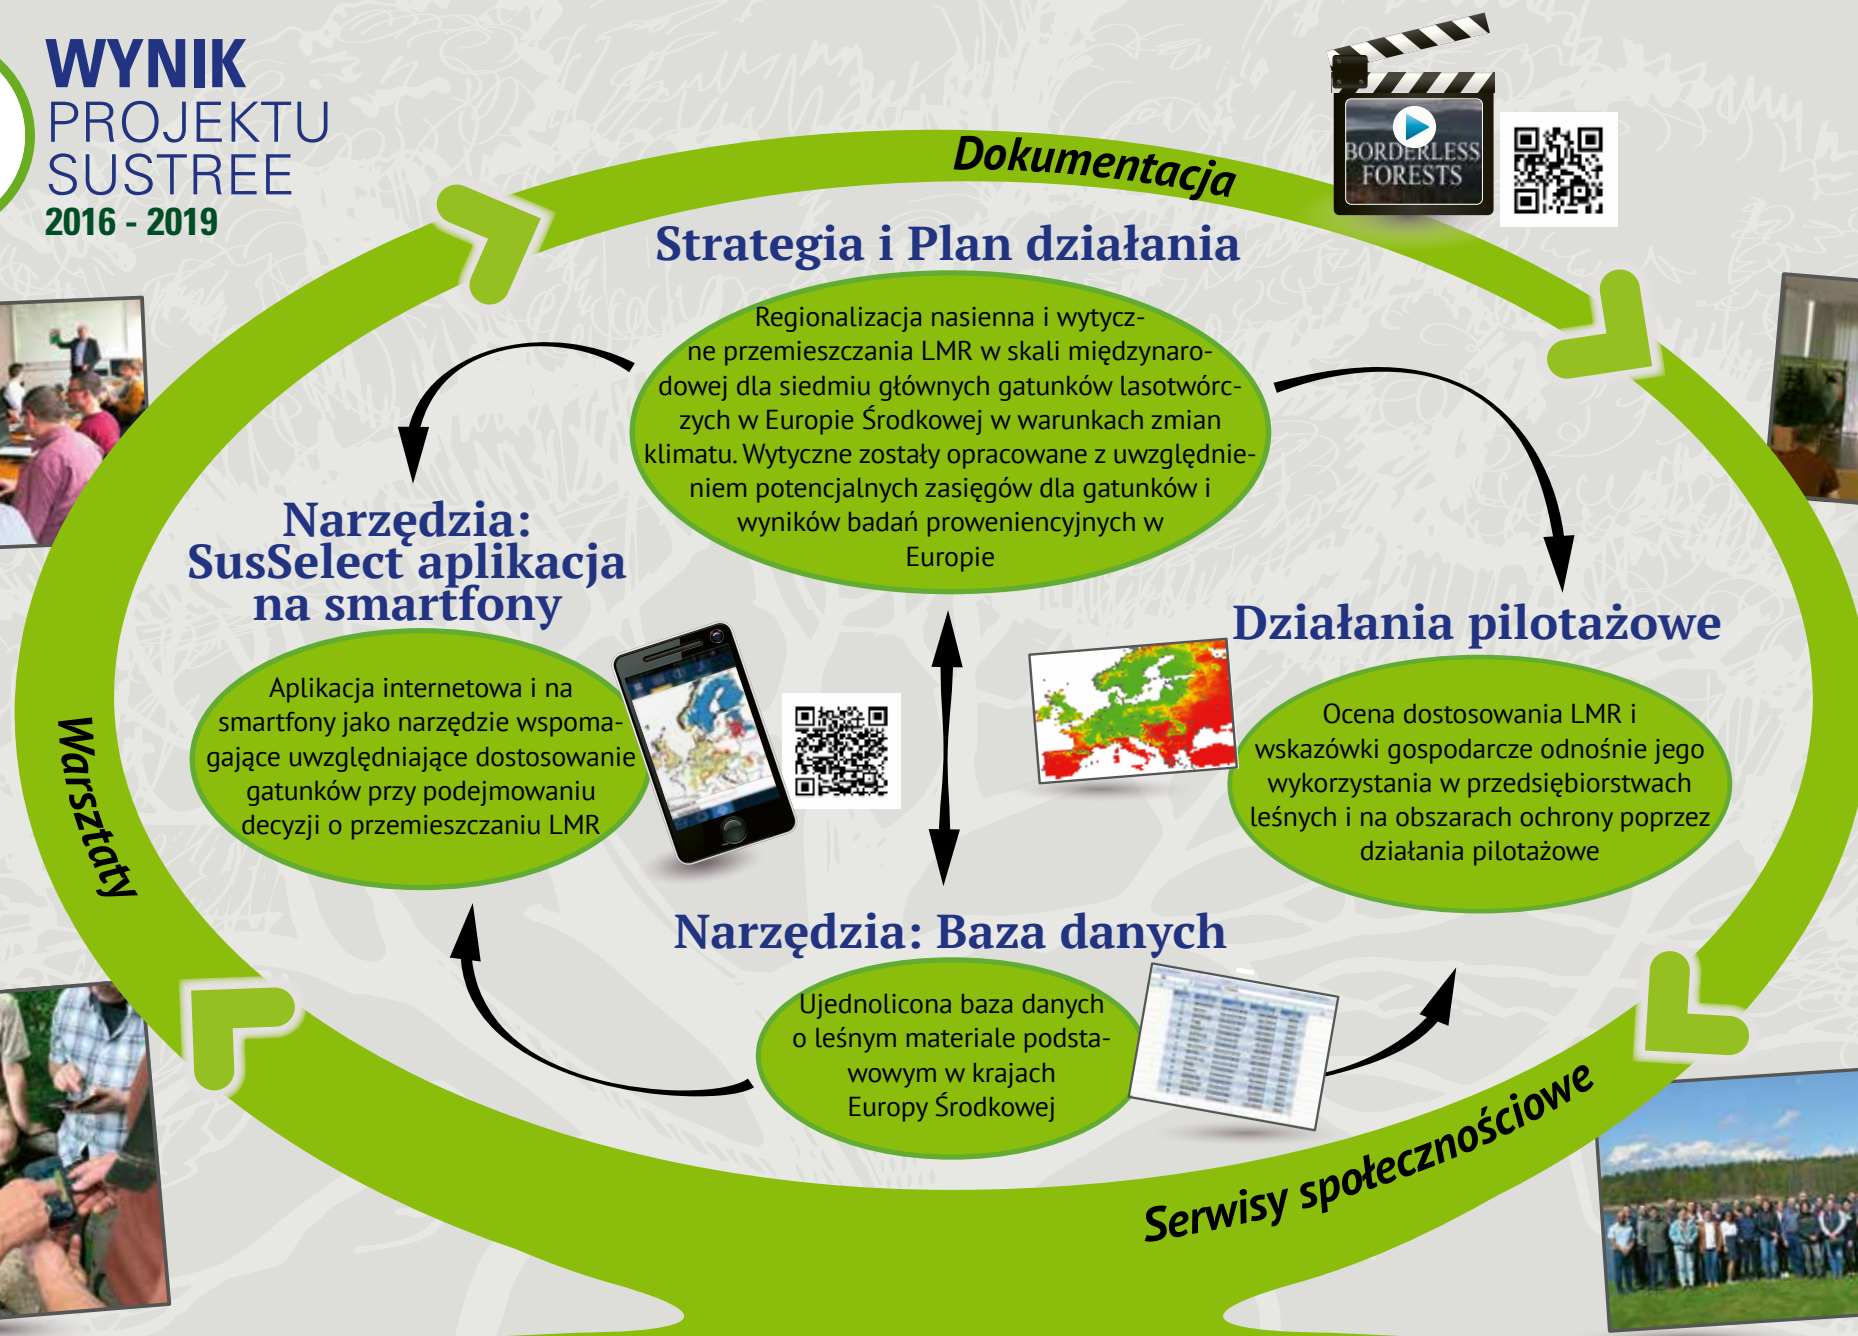 WYNIK
PROJEKTU
SUSTREE
2016 - 2019
Dokumentacja
BORDERLESS
FORESTS
Strategia i Plan działania
Regionalizacja nasienna i wytycz-
ne przemieszczania LMR w skali międzynaro-
dowej dla siedmiu głównych gatunków lasotwórc-
zych w Europie Środkowej w warunkach zmian
klimatu. Wytyczne zostały opracowane z uwzględnie-
niem potencjalnych zasięgów dla gatunków i
wyników badań proweniencyjnych w
Europie
Narzędzia:
SusSelect aplikacja
na smartfony
Aplikacja internetowa i na
smartfony jako narzędzie wspoma-
gające uwzględniające dostosowanie
gatunków przy podejmowaniu
decyzji o przemieszczaniu LMR
Działania pilotażowe
Ocena dostosowania LMR i
wskazówki gospodarcze odnośnie jego
wykorzystania w przedsiębiorstwach
leśnych i na obszarach ochrony poprzez
działania pilotażowe
Warsztaty
Narzędzia: Baza danych
Ujednolicona baza danych
o leśnym materiale podsta-
wowym w krajach
Europy Środkowej
Serwisy społecznościowe